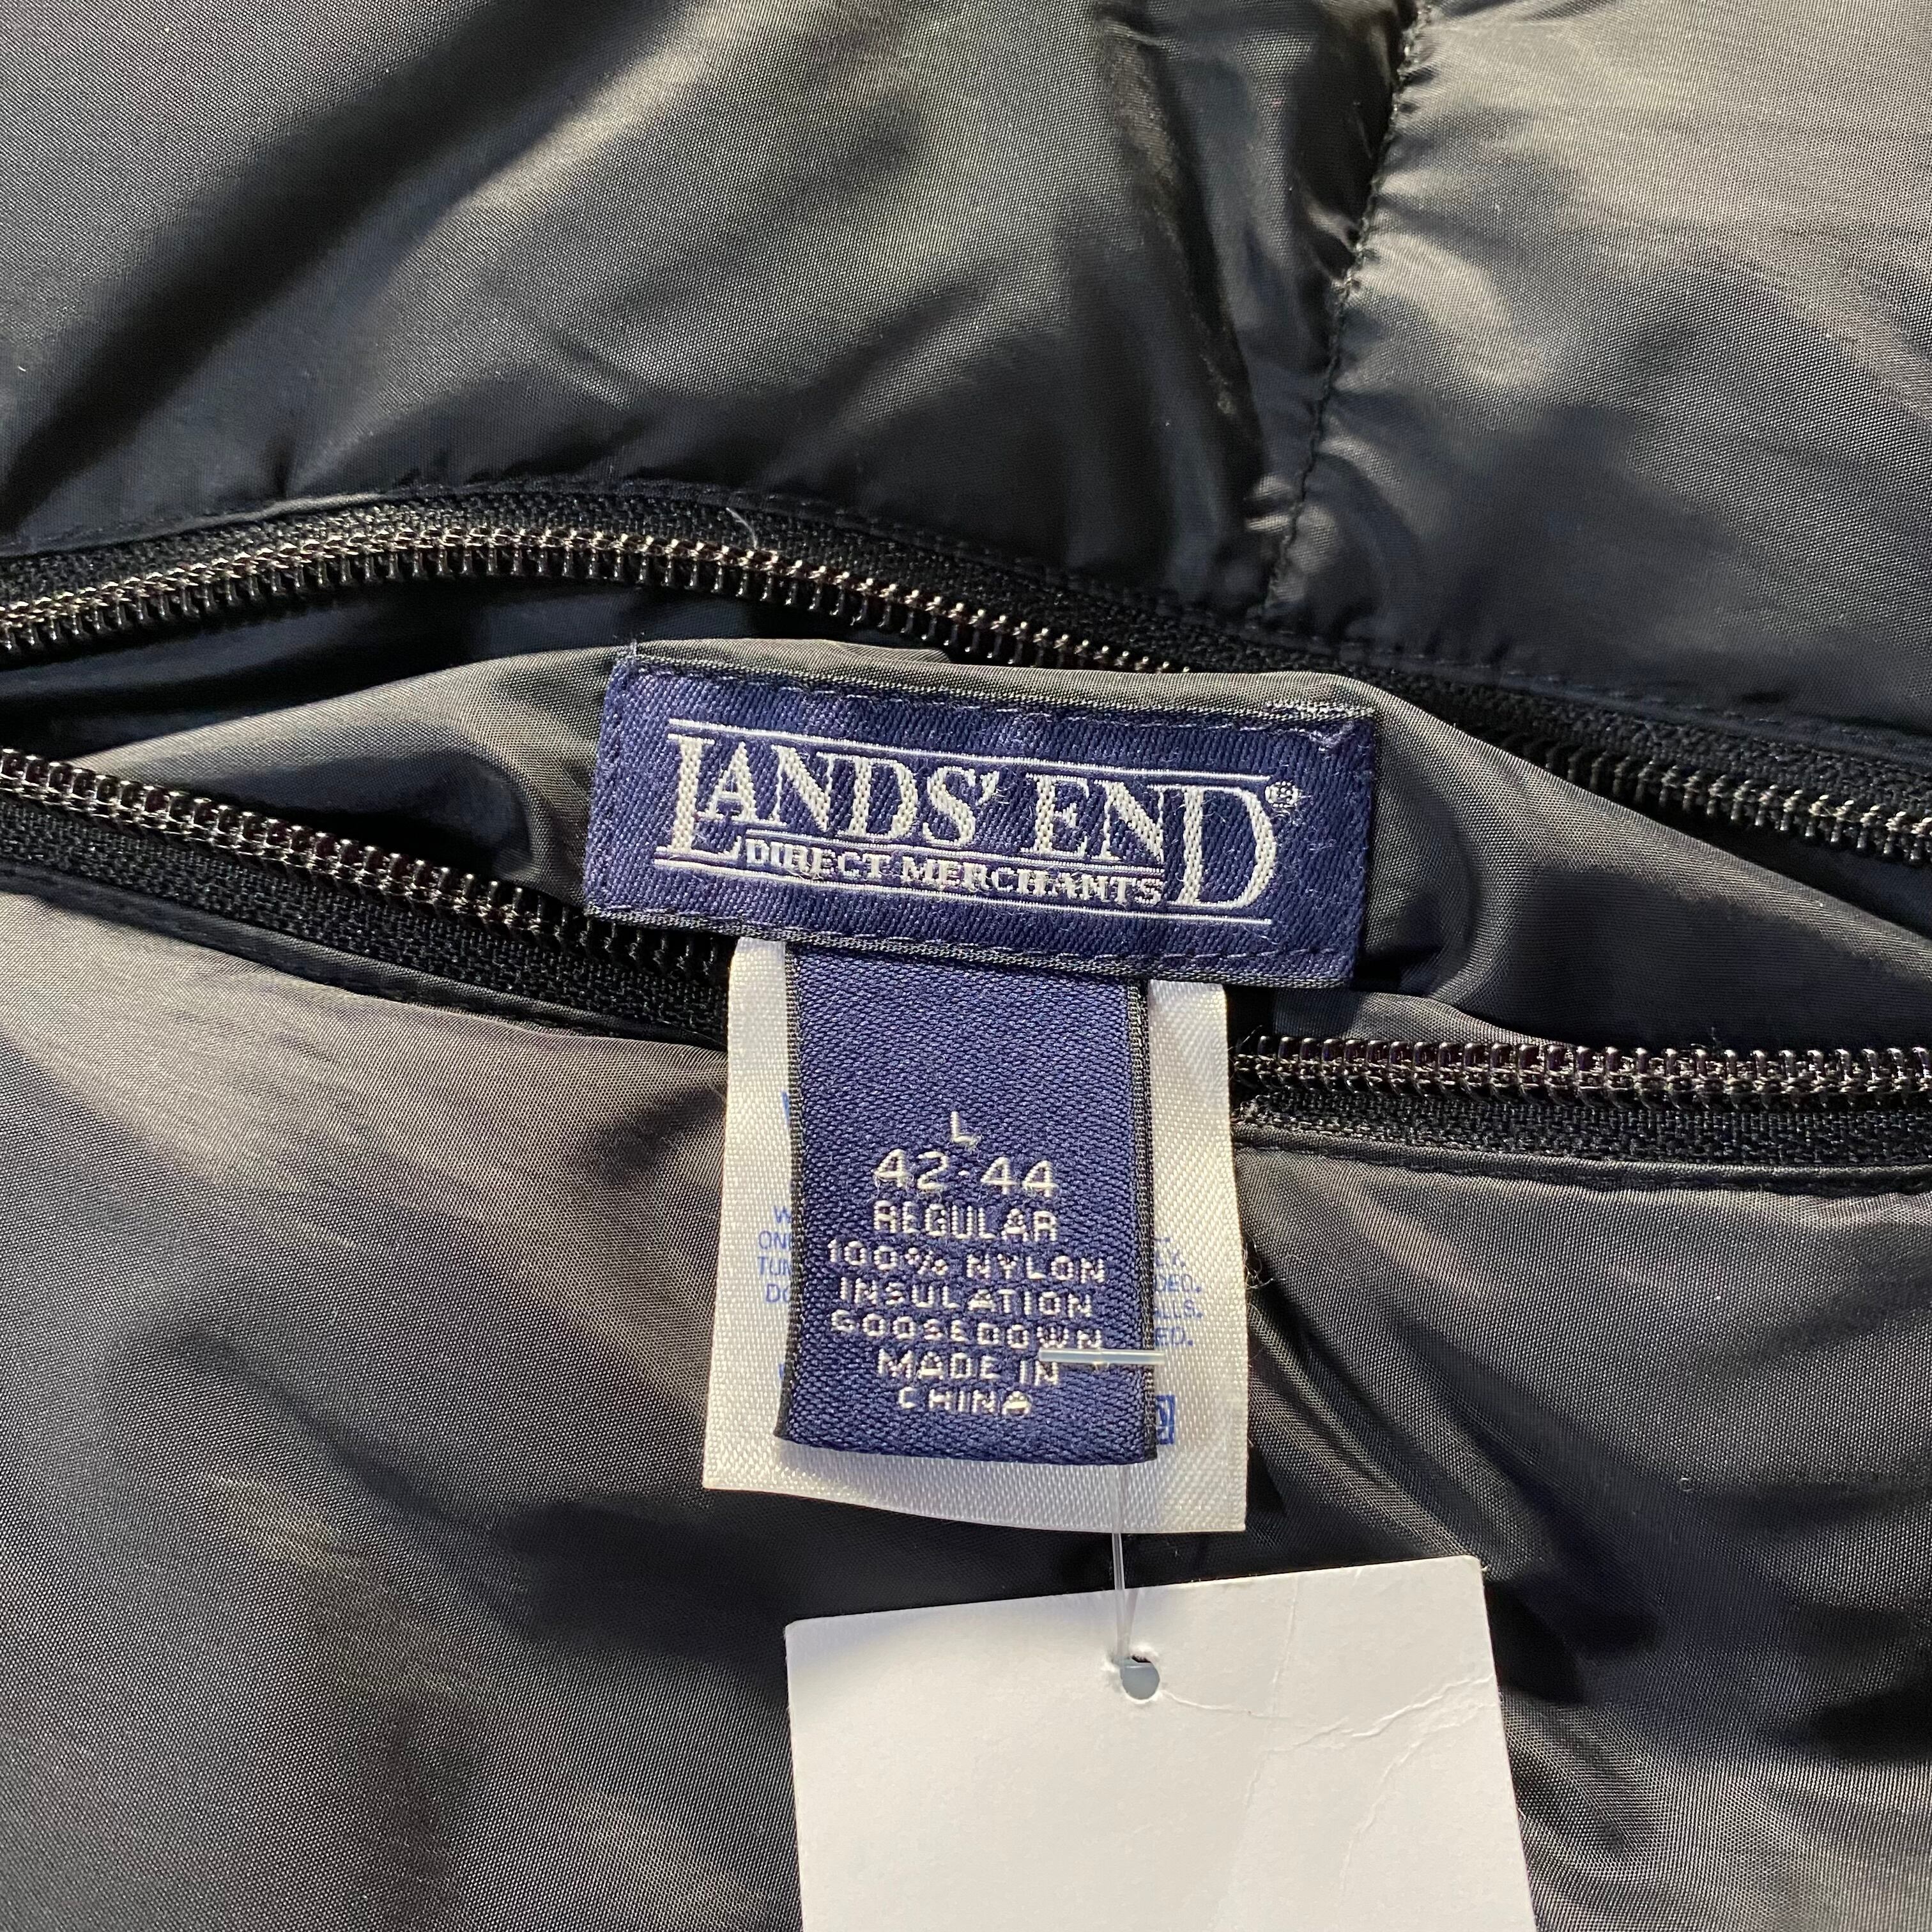 LANDS' END®
DIRECT MERCHANTS
L
42-44
REGULAR
100% NYLON
INSULATION
GOOSEDOWN
MADE IN
CHINA